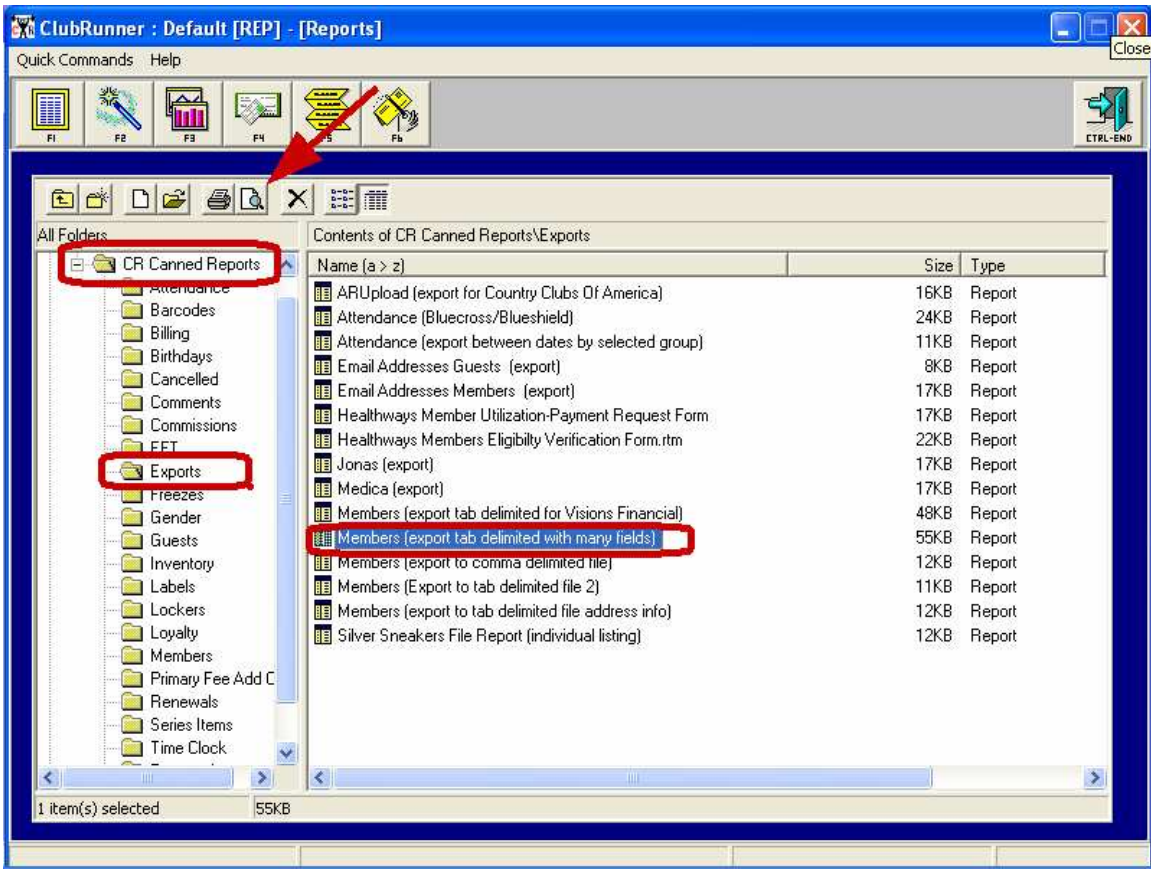 ClubRunner : Default [REP] - [Reports]
Close
Quick Commands Help
F1 F2 F3 F4 F5 F6 CTRL-END
All Folders
Contents of CR Canned Reports\Exports
CR Canned Reports
Attendance
Barcodes
Billing
Birthdays
Cancelled
Comments
Commissions
EFT
Exports
Freezes
Gender
Guests
Inventory
Labels
Lockers
Loyalty
Members
Primary Fee Add C
Renewals
Series Items
Time Clock
Name (a > z) Size Type
ARUpload (export for Country Clubs Of America) 16KB Report
Attendance (Bluecross/Blueshield) 24KB Report
Attendance (export between dates by selected group) 11KB Report
Email Addresses Guests (export) 8KB Report
Email Addresses Members (export) 17KB Report
Healthways Member Utilization-Payment Request Form 17KB Report
Healthways Members Eligibilty Verification Form.rtm 22KB Report
Jonas (export) 17KB Report
Medica (export) 17KB Report
Members (export tab delimited for Visions Financial) 48KB Report
Members (export tab delimited with many fields) 55KB Report
Members (export to comma delimited file) 12KB Report
Members (Export to tab delimited file 2) 11KB Report
Members (export to tab delimited file address info) 12KB Report
Silver Sneakers File Report (individual listing) 12KB Report
1 item(s) selected 55KB